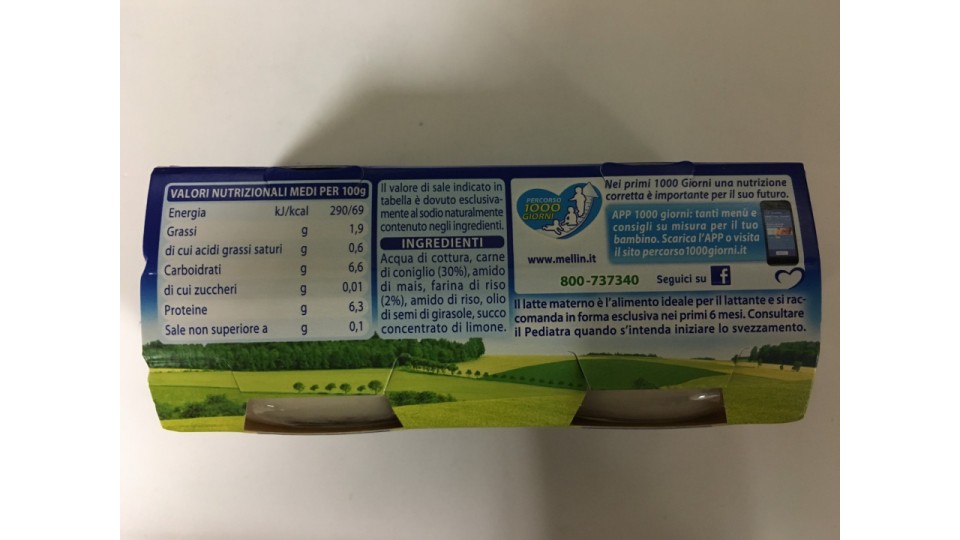 VALORI NUTRIZIONALI MEDI PER 100g
Energia kJ/kcal 290/69
Grassi g 1,9
di cui acidi grassi saturi g 0,6
Carboidrati g 6,6
di cui zuccheri g 0,01
Proteine g 6,3
Sale non superiore a g 0,1
Il valore di sale indicato in
tabella è dovuto esclusiva-
mente al sodio naturalmente
contenuto negli ingredienti.
INGREDIENTI
Acqua di cottura, carne
di coniglio (30%), amido
di mais, farina di riso
(2%), amido di riso, olio
di semi di girasole, succo
concentrato di limone.
PERCORSO
1000
GIORNI
www.mellin.it
Nei primi 1000 Giorni una nutrizione
corretta è importante per il suo futuro.
APP 1000 giorni: tanti menù e
consigli su misura per il tuo
bambino. Scarica l'APP o visita
il sito percorso1000giorni.it
800-737340 Seguici su f
Il latte materno è l'alimento ideale per il lattante e si rac-
comanda in forma esclusiva nei primi 6 mesi. Consultare
il Pediatra quando s'intenda iniziare lo svezzamento.